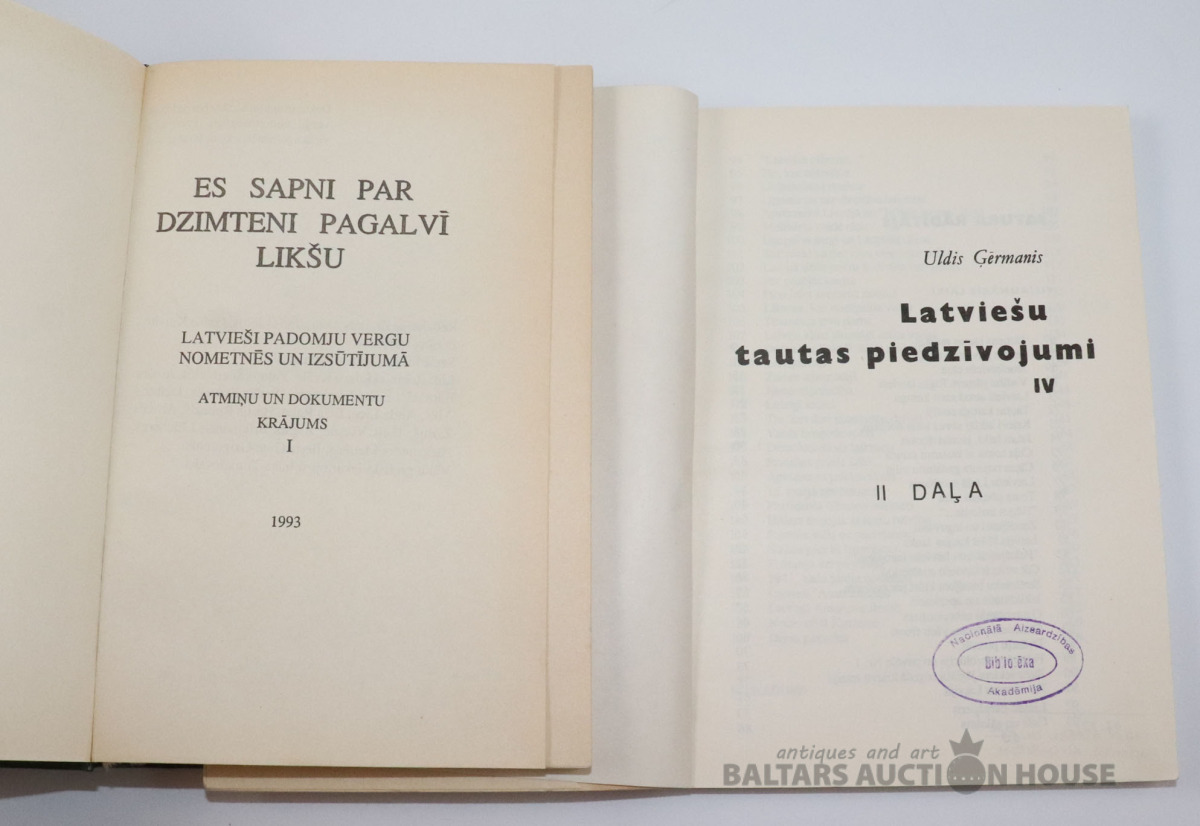 ES SAPNI PAR
DZIMTENI PAGALVĪ
LIKŠU
LATVIEŠI PADOMJU VERGU
NOMETNĒS UN IZSŪTĪJUMĀ
ATMIŅU UN DOKUMENTU
KRĀJUMS
I
1993
Uldis Ģērmanis
Latviešu
tautas piedzīvojumi
IV
II DAĻA
Nacionālā Aizsardzības
Bibliotēka
Akadēmija
antiques and art
BALTARS AUCTION HOUSE